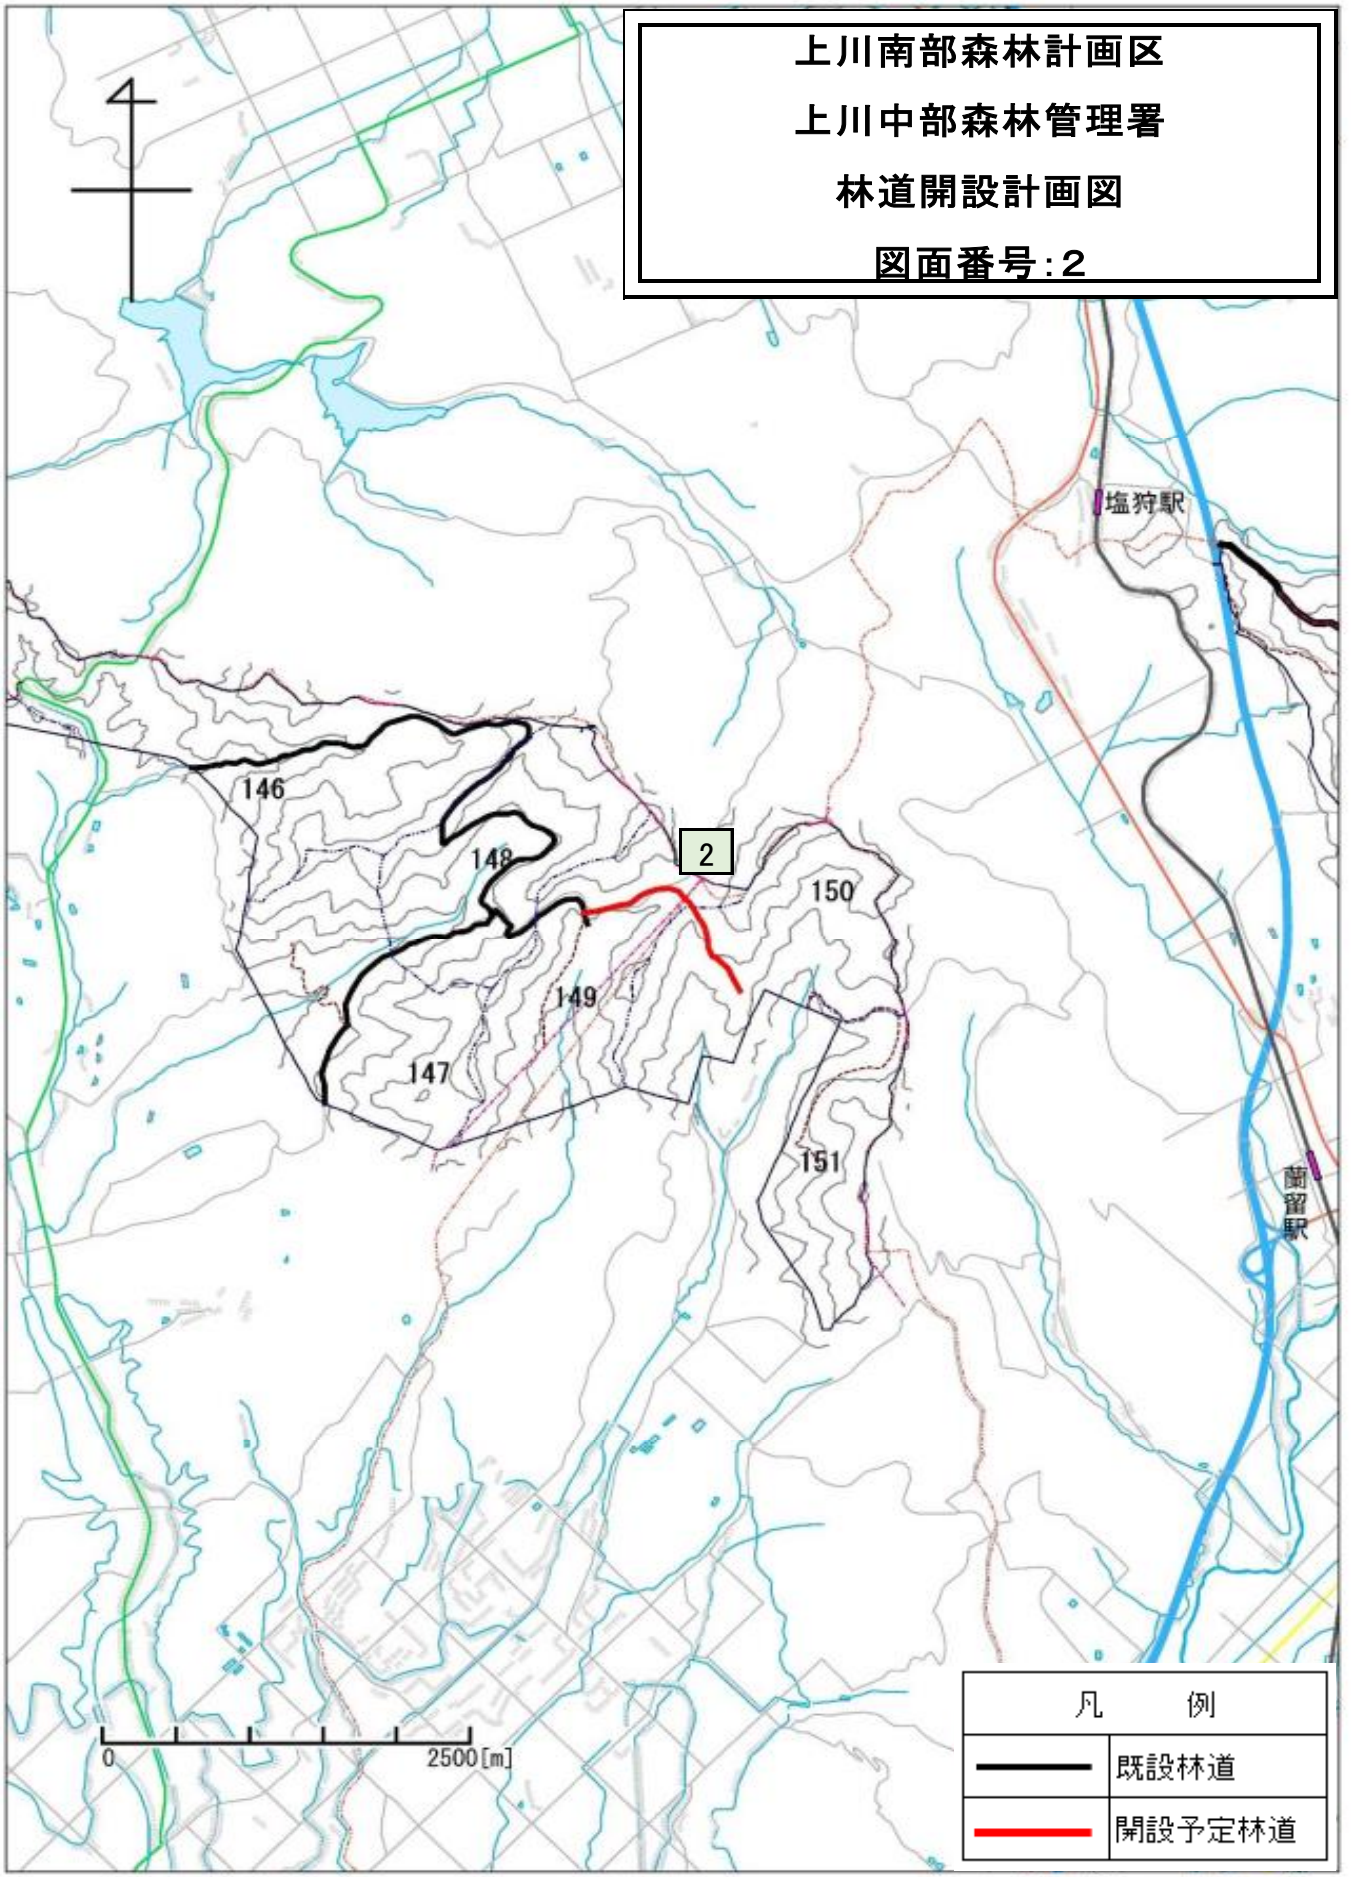 上川南部森林計画区
上川中部森林管理署
林道開設計画図
図面番号:2
塩狩駅
146
148
2
150
149
147
151
蘭留駅
0 2500[m]
凡 例
既設林道
開設予定林道